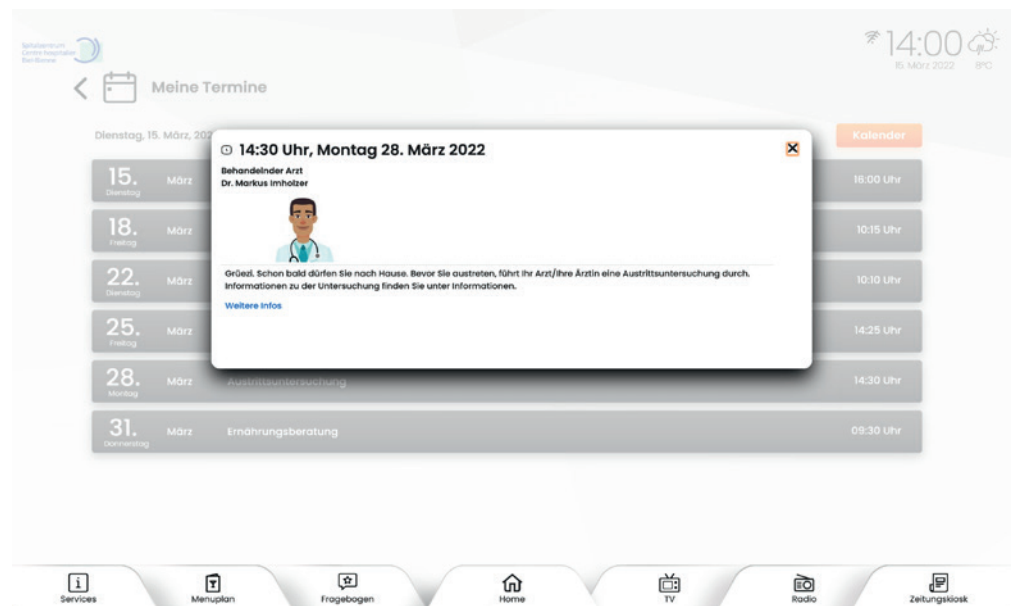 Spitalzentrum
Centre hospitalier
Biel-Bienne
14:00
15. März 2022 8°C
Meine Termine
Dienstag, 15. März, 202
Kalender
14:30 Uhr, Montag 28. März 2022
Behandelnder Arzt
Dr. Markus Imholzer
Grüezi. Schon bald dürfen Sie nach Hause. Bevor Sie austreten, führt Ihr Arzt/Ihre Ärztin eine Austrittsuntersuchung durch.
Informationen zu der Untersuchung finden Sie unter Informationen.
Weitere Infos
15. März 16:00 Uhr
Dienstag
18. März 10:15 Uhr
Freitag
22. März 10:10 Uhr
Dienstag
25. März 14:25 Uhr
Freitag
28. März Austrittsuntersuchung 14:30 Uhr
Montag
31. März Ernährungsberatung 09:30 Uhr
Donnerstag
Services Menuplan Fragebogen Home TV Radio Zeitungskiosk